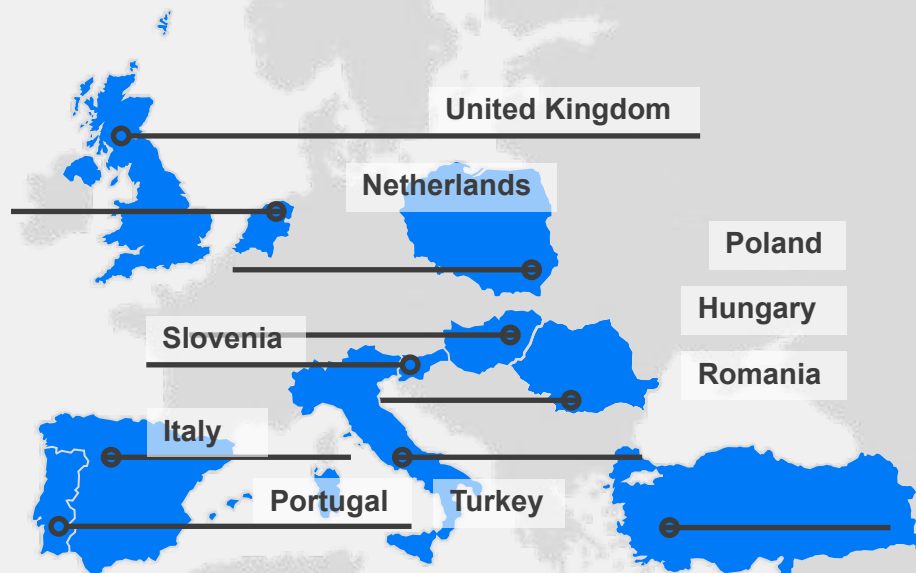 United Kingdom
Netherlands
Poland
Hungary
Slovenia
Romania
Italy
Portugal
Turkey